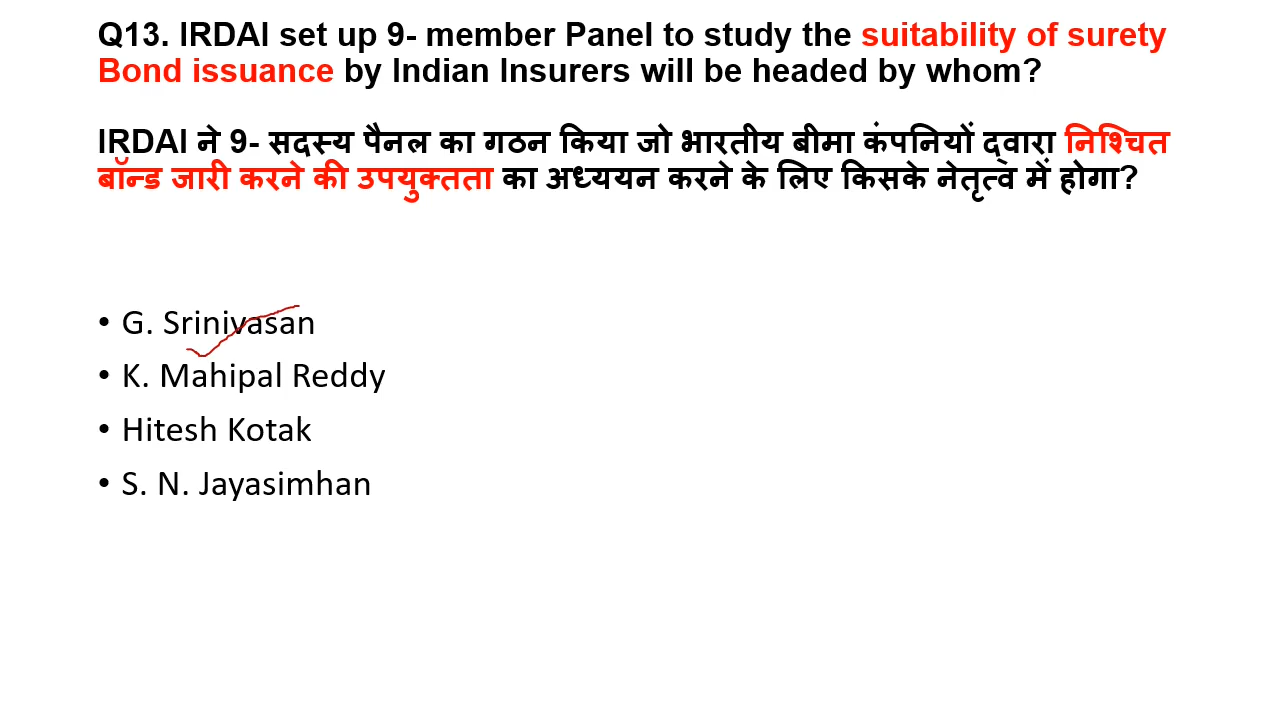 Q13. IRDAI set up 9- member Panel to study the suitability of surety
Bond issuance by Indian Insurers will be headed by whom?
IRDAI ने 9- सदस्य पैनल का गठन किया जो भारतीय बीमा कंपनियों द्वारा निश्चित
बॉन्ड जारी करने की उपयुक्तता का अध्ययन करने के लिए किसके नेतृत्व में होगा?
• G. Srinivasan
• K. Mahipal Reddy
• Hitesh Kotak
• S. N. Jayasimhan